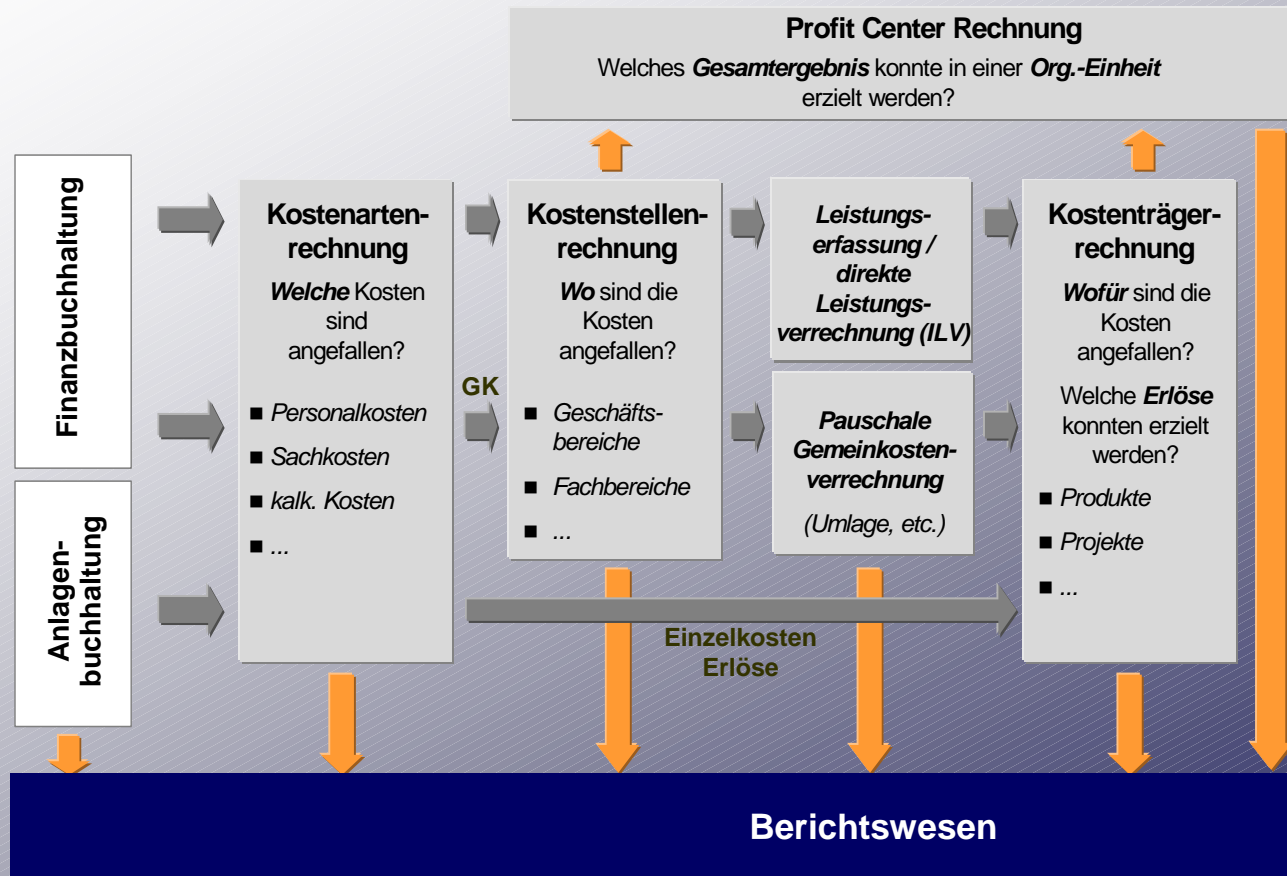 Profit Center Rechnung
Welches Gesamtergebnis konnte in einer Org.-Einheit
erzielt werden?
Finanzbuchhaltung
Anlagen-
buchhaltung
Kostenarten-
rechnung
Welche Kosten
sind
angefallen?
■ Personalkosten
■ Sachkosten
■ kalk. Kosten
■ ...
GK
Kostenstellen-
rechnung
Wo sind die
Kosten
angefallen?
■ Geschäfts-
bereiche
■ Fachbereiche
■ ...
Leistungs-
erfassung /
direkte
Leistungs-
verrechnung (ILV)
Pauschale
Gemeinkosten-
verrechnung
(Umlage, etc.)
Kostenträger-
rechnung
Wofür sind die
Kosten
angefallen?
Welche Erlöse
konnten erzielt
werden?
■ Produkte
■ Projekte
■ ...
Einzelkosten
Erlöse
Berichtswesen